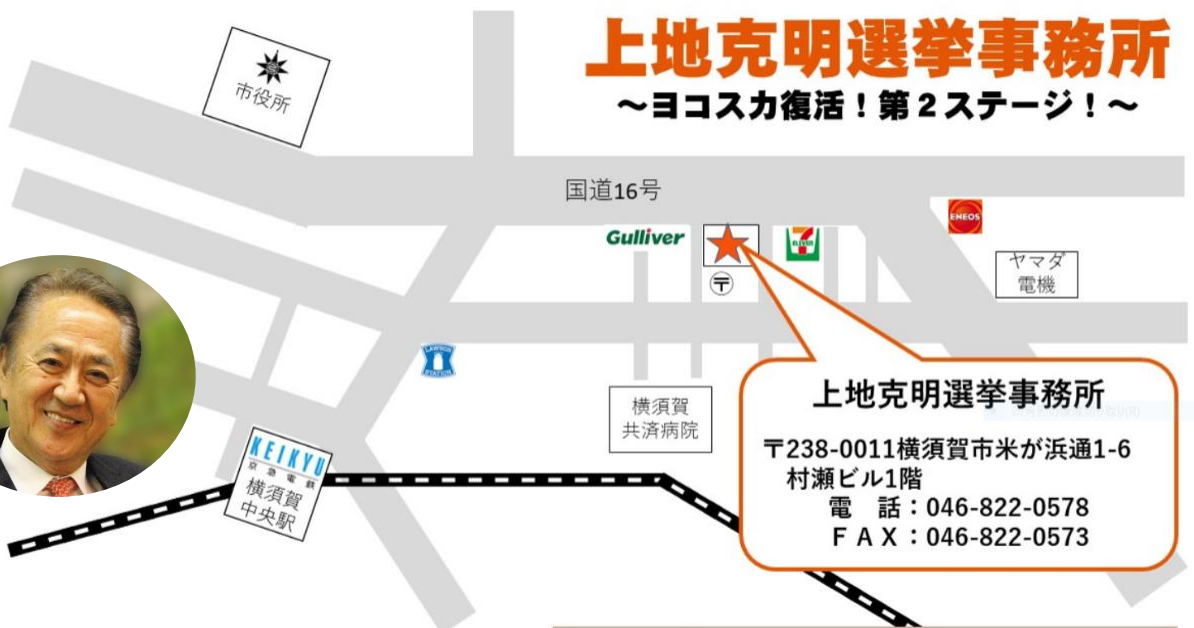 上地克明選挙事務所
～ヨコスカ復活！第２ステージ！～
市役所
国道16号
Gulliver
ELEVEN
ENEOS
ヤマダ
電機
〒
LAWSON
STATION
横須賀
共済病院
KEIKYU
京急電鉄
横須賀
中央駅
上地克明選挙事務所
〒238-0011横須賀市米が浜通1-6
村瀬ビル1階
電　話：046-822-0578
ＦＡＸ：046-822-0573